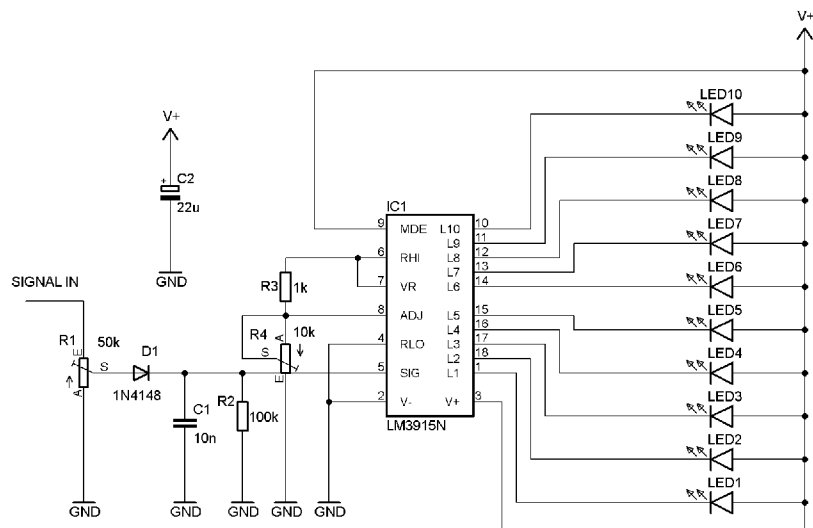 V+
LED10
LED9
V+
LED8
+ C2
22u
IC1
LED7
9 MDE L10 10
L9 11
6 RHI L8 12
L7 13
7 VR L6 14
LED6
GND
SIGNAL IN
R3 1k
8 ADJ L5 15
LED5
L4 16
R1 50k
E
S
A
D1
1N4148
R4 10k
A
S
E
4 RLO L3 17
L2 18
5 SIG L1 1
LED4
C1
10n
R2
100k
2 V- V+ 3
LM3915N
LED3
LED2
LED1
GND
GND
GND
GND
GND